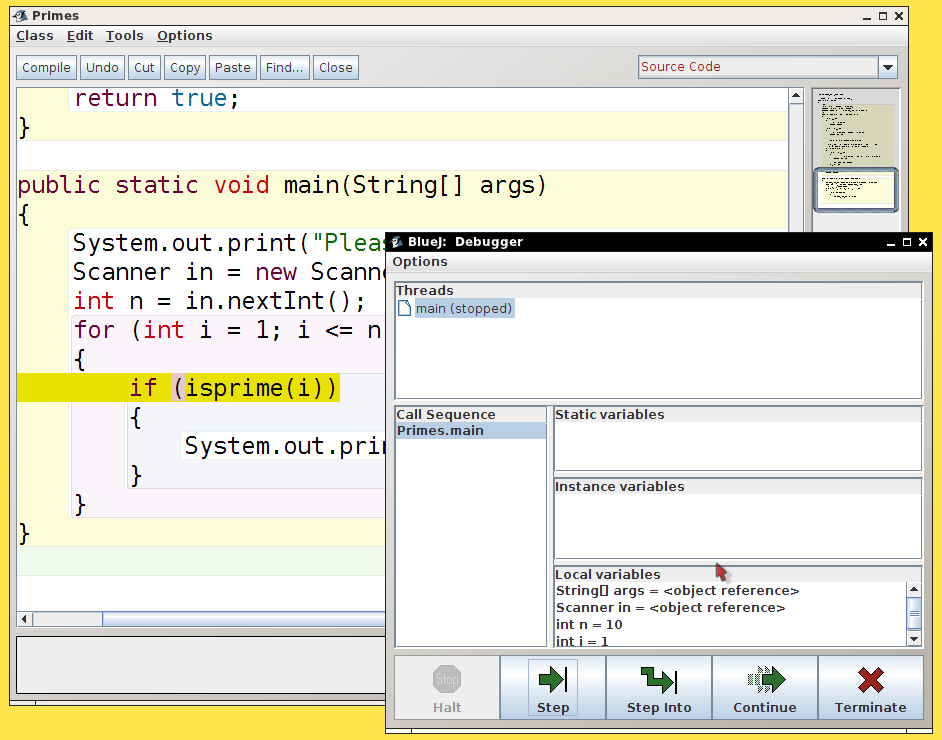 Primes
Class Edit Tools Options
Compile Undo Cut Copy Paste Find... Close Source Code
return true;
}
public static void main(String[] args)
{
System.out.print("Pleas
Scanner in = new Scanne
int n = in.nextInt();
for (int i = 1; i <= n
{
if (isprime(i))
{
System.out.prin
}
}
}
BlueJ: Debugger
Options
Threads
main (stopped)
Call Sequence
Primes.main
Static variables
Instance variables
Local variables
String[] args = <object reference>
Scanner in = <object reference>
int n = 10
int i = 1
Stop
Halt Step Step Into Continue Terminate